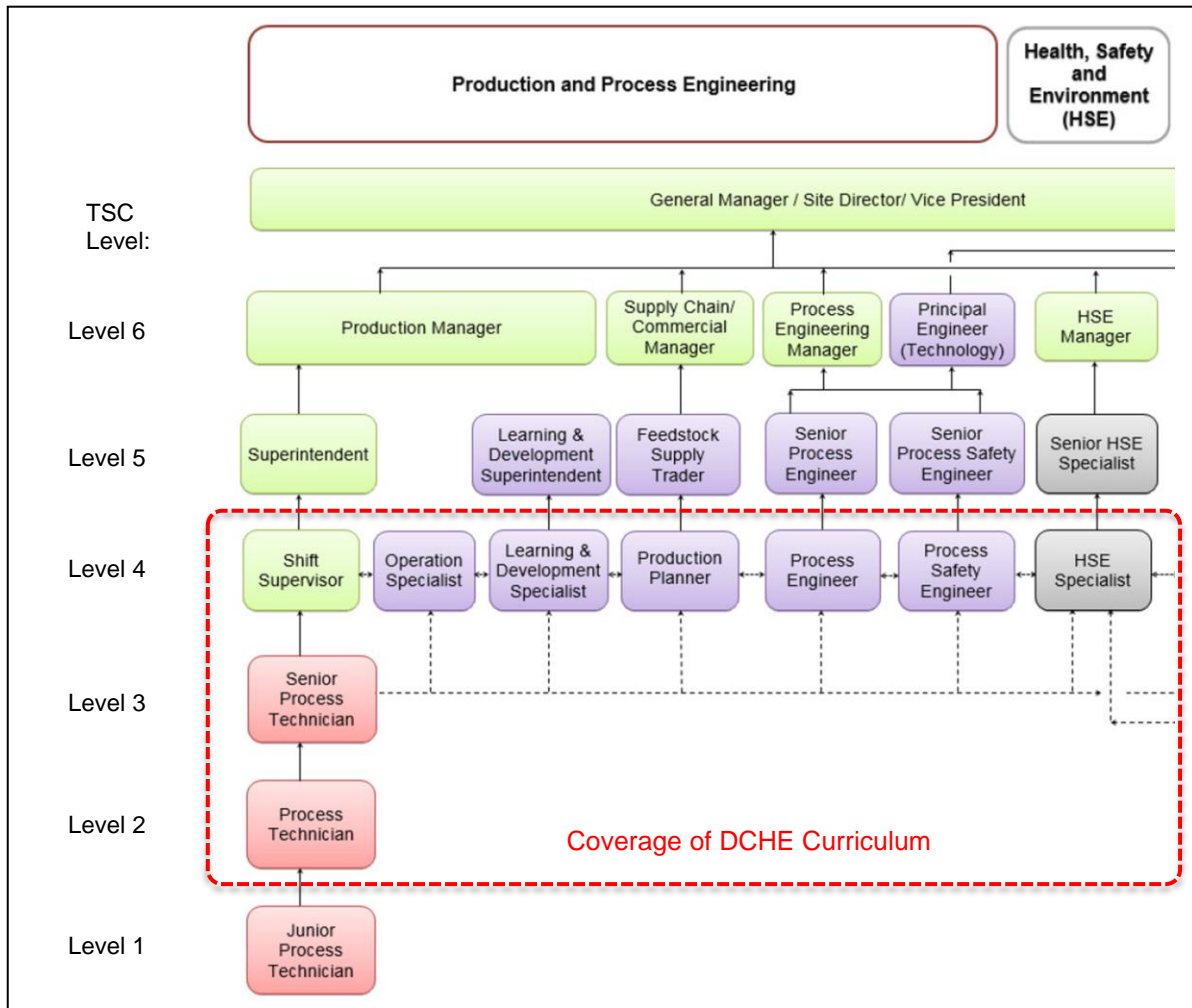 Production and Process Engineering
Health, Safety
and
Environment
(HSE)
TSC
Level:
General Manager / Site Director/ Vice President
Level 6
Production Manager
Supply Chain/
Commercial
Manager
Process
Engineering
Manager
Principal
Engineer
(Technology)
HSE
Manager
Level 5
Superintendent
Learning &
Development
Superintendent
Feedstock
Supply
Trader
Senior
Process
Engineer
Senior
Process Safety
Engineer
Senior HSE
Specialist
Level 4
Shift
Supervisor
Operation
Specialist
Learning &
Development
Specialist
Production
Planner
Process
Engineer
Process
Safety
Engineer
HSE
Specialist
Level 3
Senior
Process
Technician
Level 2
Process
Technician
Coverage of DCHE Curriculum
Level 1
Junior
Process
Technician